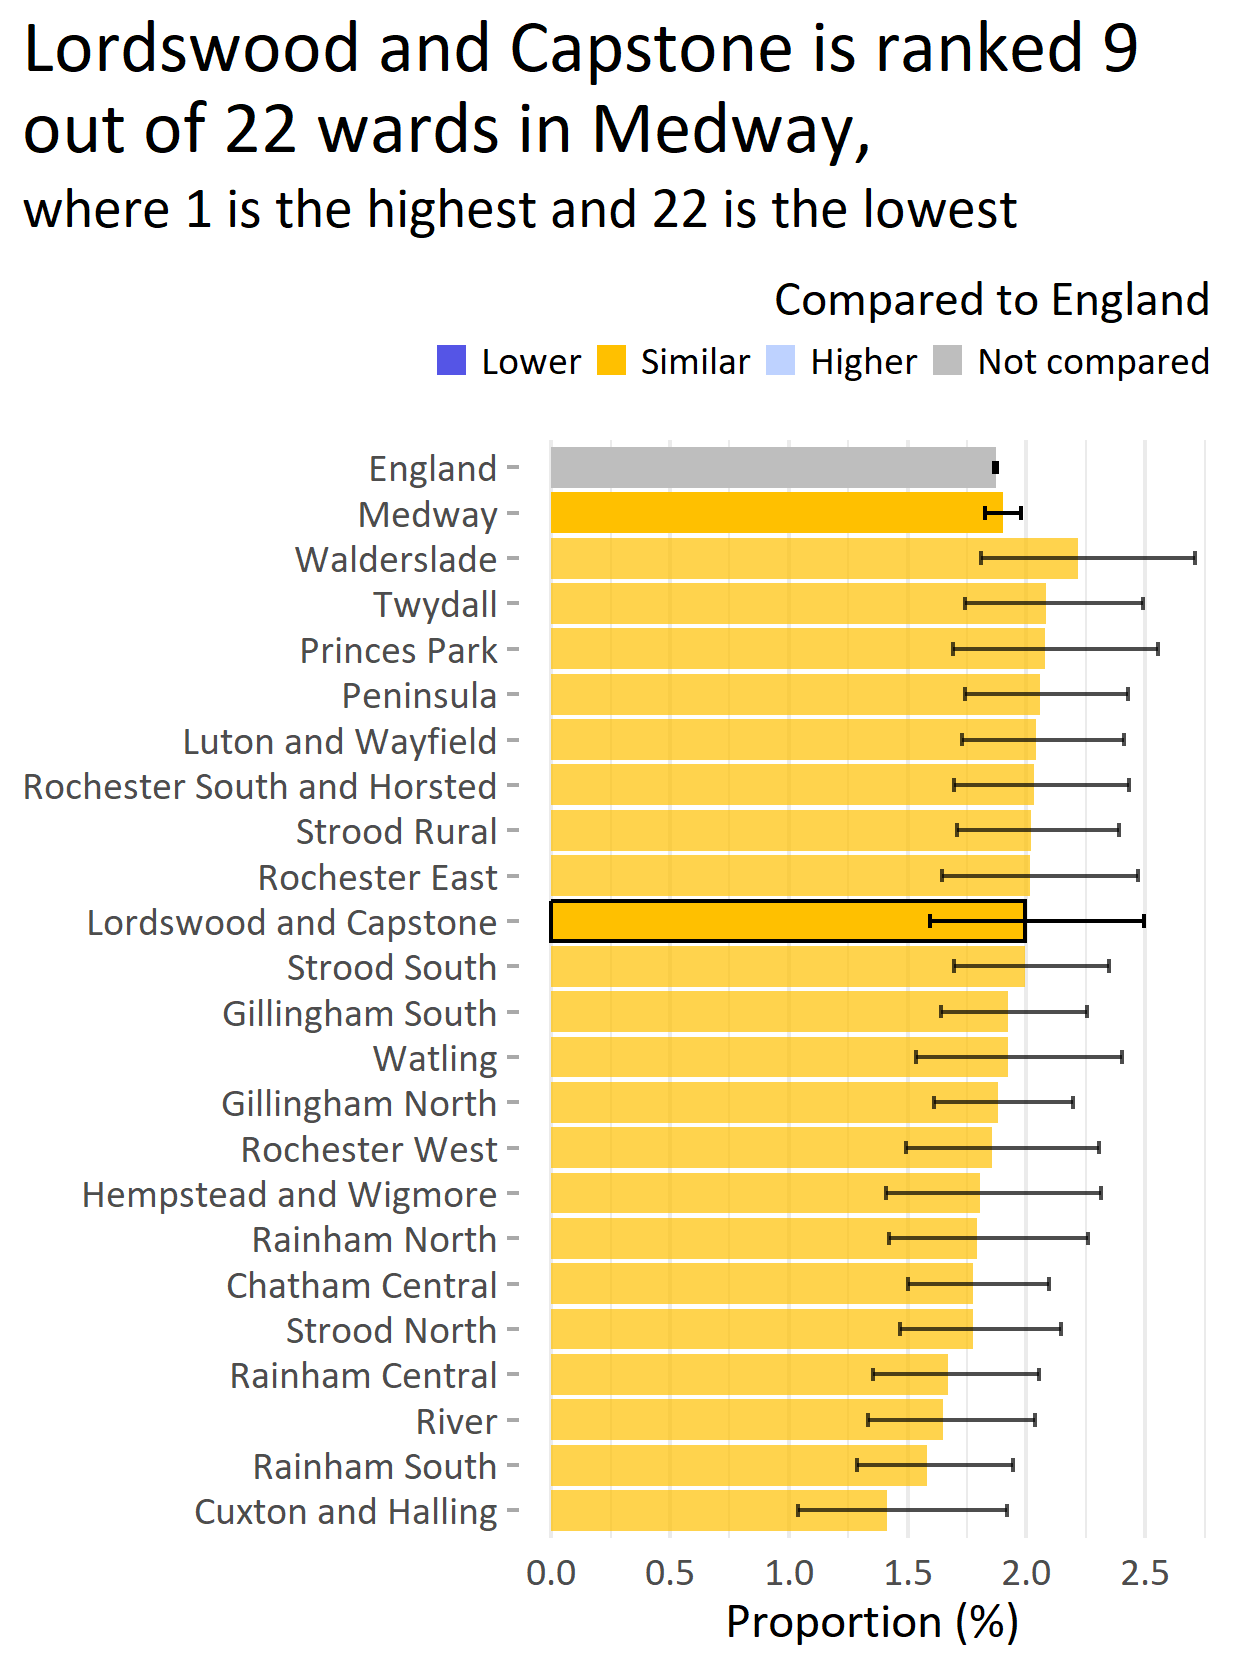 Lordswood and Capstone is ranked 9
out of 22 wards in Medway,
where 1 is the highest and 22 is the lowest
Compared to England
Lower Similar Higher Not compared
England
Medway
Walderslade
Twydall
Princes Park
Peninsula
Luton and Wayfield
Rochester South and Horsted
Strood Rural
Rochester East
Lordswood and Capstone
Strood South
Gillingham South
Watling
Gillingham North
Rochester West
Hempstead and Wigmore
Rainham North
Chatham Central
Strood North
Rainham Central
River
Rainham South
Cuxton and Halling
0.0 0.5 1.0 1.5 2.0 2.5
Proportion (%)